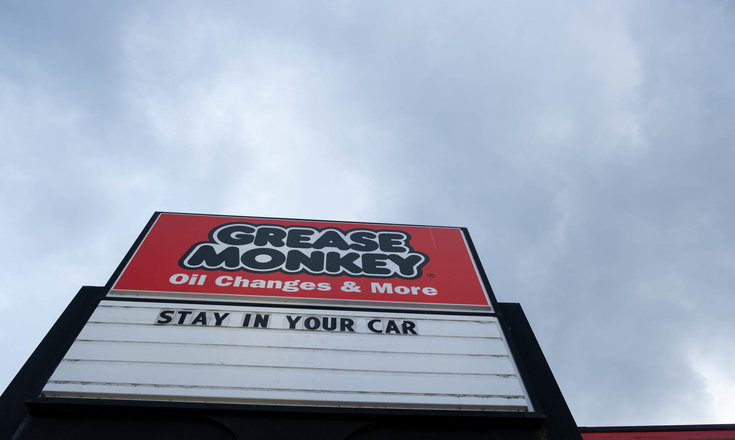 GREASE
MONKEY®
Oil Changes & More
STAY IN YOUR CAR